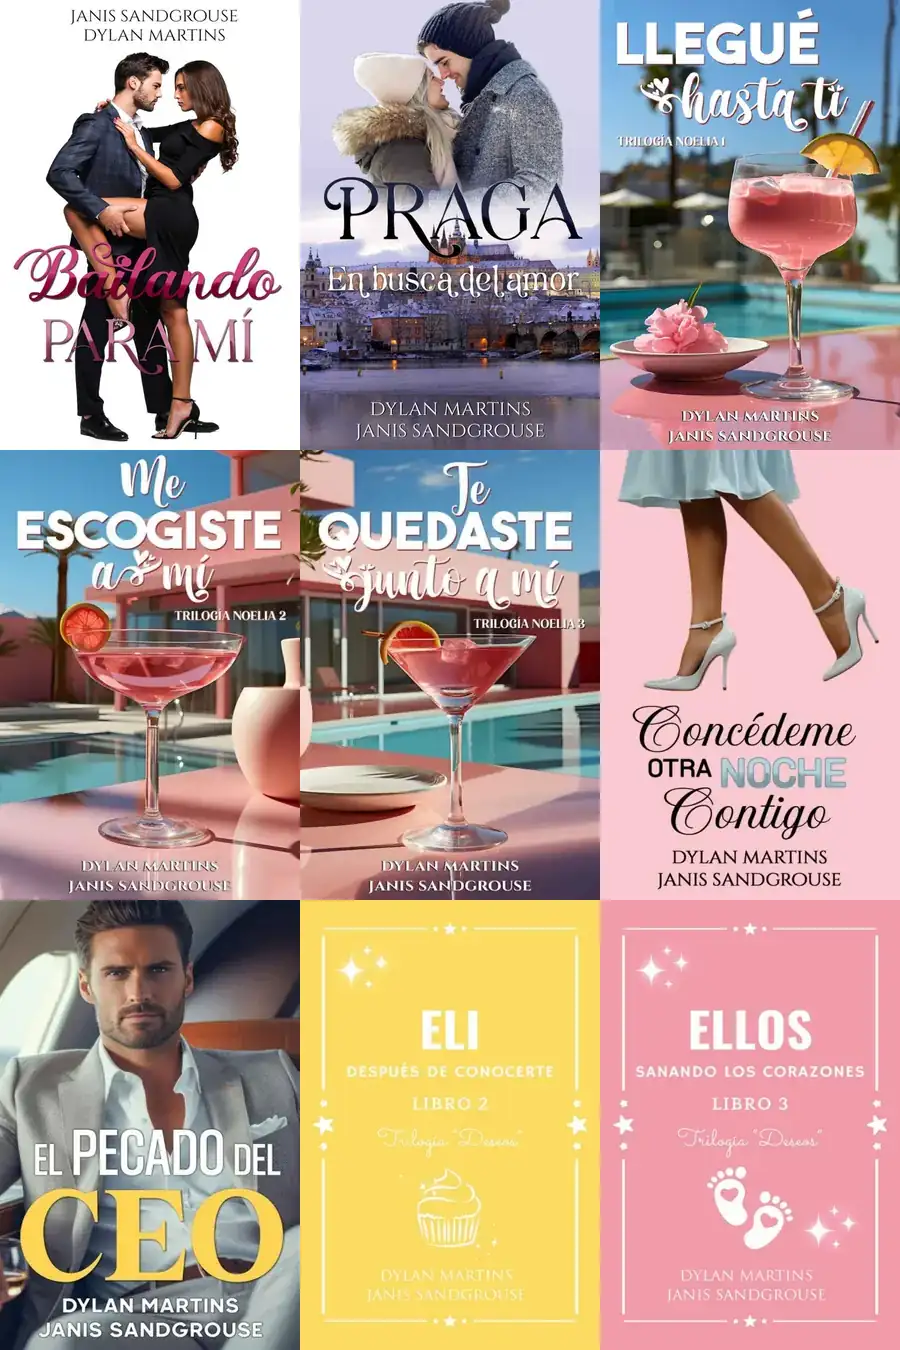 JANIS SANDGROUSE
DYLAN MARTINS
Bailando
PARA MÍ
PRAGA
En busca del amor
DYLAN MARTINS
JANIS SANDGROUSE
LLEGUÉ
hasta ti
TRILOGÍA NOELIA 1
DYLAN MARTINS
JANIS SANDGROUSE
Me
ESCOGISTE
a mí
TRILOGÍA NOELIA 2
DYLAN MARTINS
JANIS SANDGROUSE
Te
QUEDASTE
junto a mí
TRILOGÍA NOELIA 3
DYLAN MARTINS
JANIS SANDGROUSE
Concédeme
OTRA NOCHE
Contigo
DYLAN MARTINS
JANIS SANDGROUSE
EL PECADO DEL
CEO
DYLAN MARTINS
JANIS SANDGROUSE
ELI
DESPUÉS DE CONOCERTE
LIBRO 2
Trilogía "Deseos"
DYLAN MARTINS
JANIS SANDGROUSE
ELLOS
SANANDO LOS CORAZONES
LIBRO 3
Trilogía "Deseos"
DYLAN MARTINS
JANIS SANDGROUSE